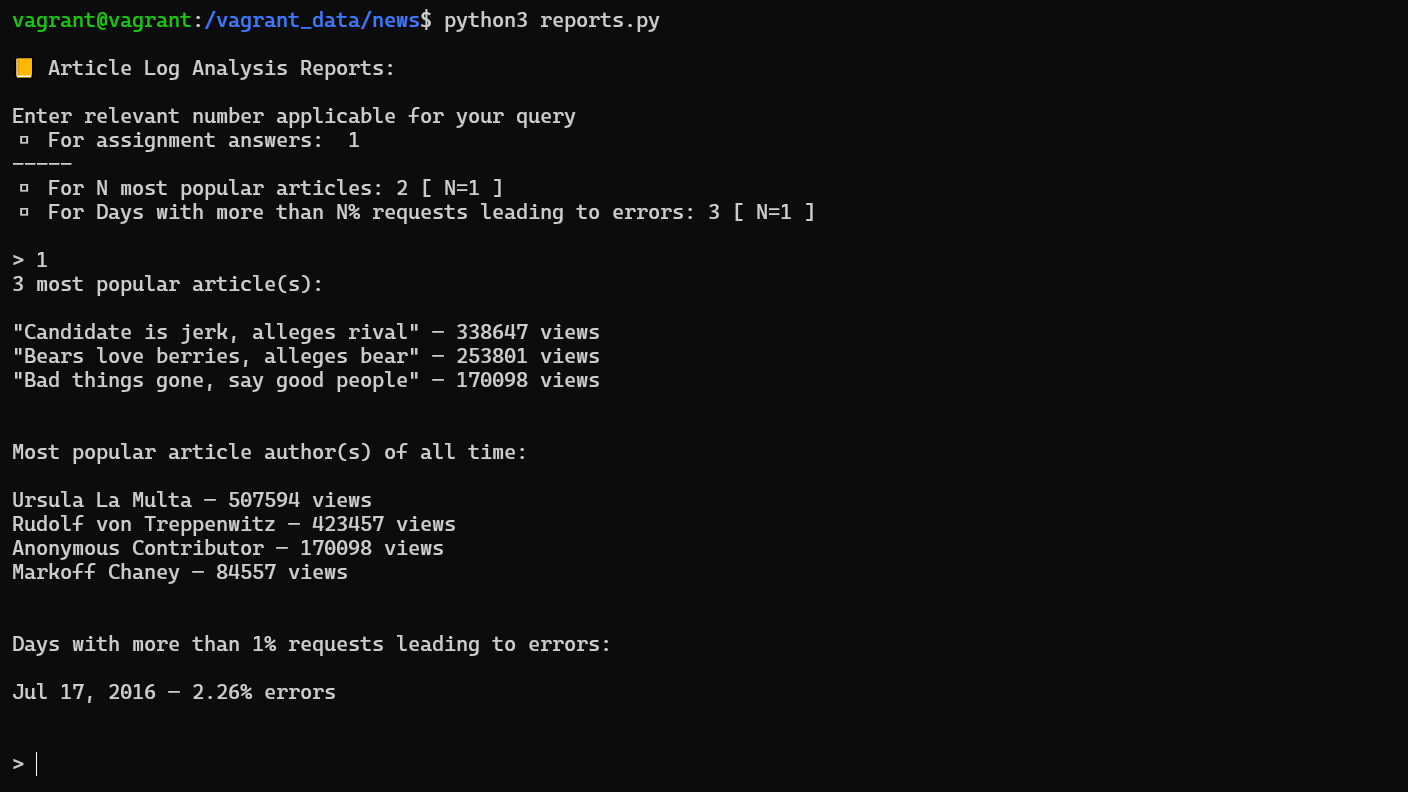 vagrant@vagrant:/vagrant_data/news$ python3 reports.py
📒 Article Log Analysis Reports:
Enter relevant number applicable for your query
▫ For assignment answers:  1
—————
▫ For N most popular articles: 2 [ N=1 ]
▫ For Days with more than N% requests leading to errors: 3 [ N=1 ]
> 1
3 most popular article(s):
"Candidate is jerk, alleges rival" — 338647 views
"Bears love berries, alleges bear" — 253801 views
"Bad things gone, say good people" — 170098 views
Most popular article author(s) of all time:
Ursula La Multa — 507594 views
Rudolf von Treppenwitz — 423457 views
Anonymous Contributor — 170098 views
Markoff Chaney — 84557 views
Days with more than 1% requests leading to errors:
Jul 17, 2016 — 2.26% errors
>